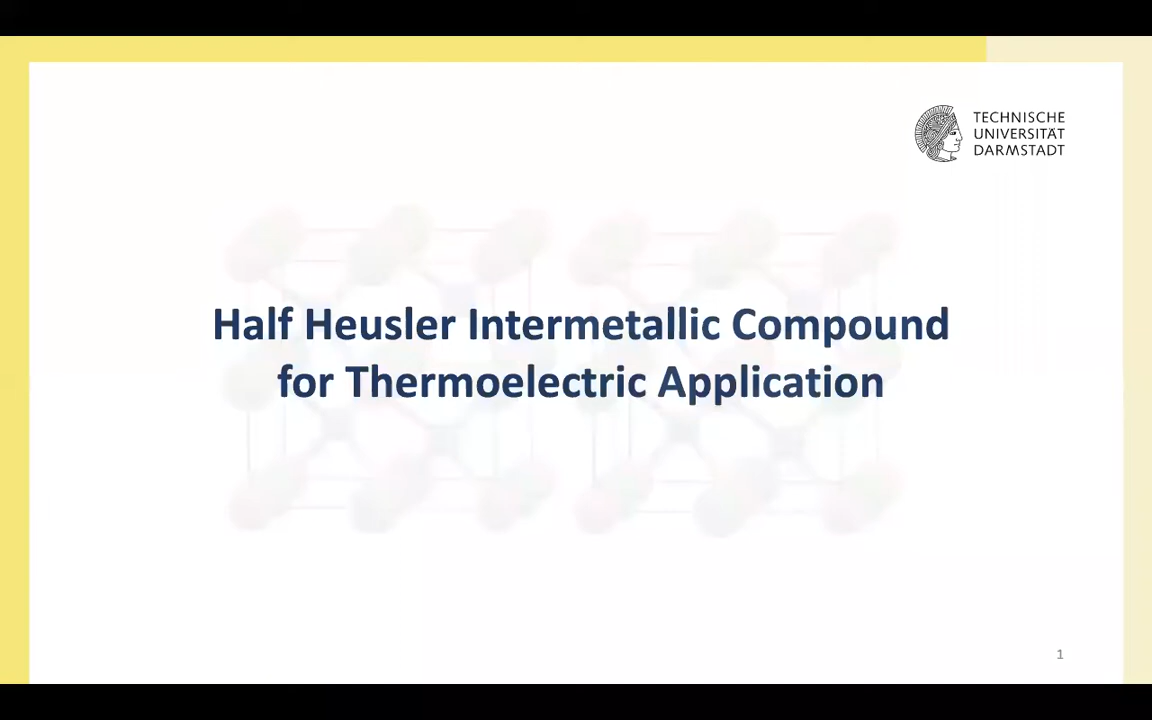 TECHNISCHE
UNIVERSITÄT
DARMSTADT
Half Heusler Intermetallic Compound
for Thermoelectric Application
1